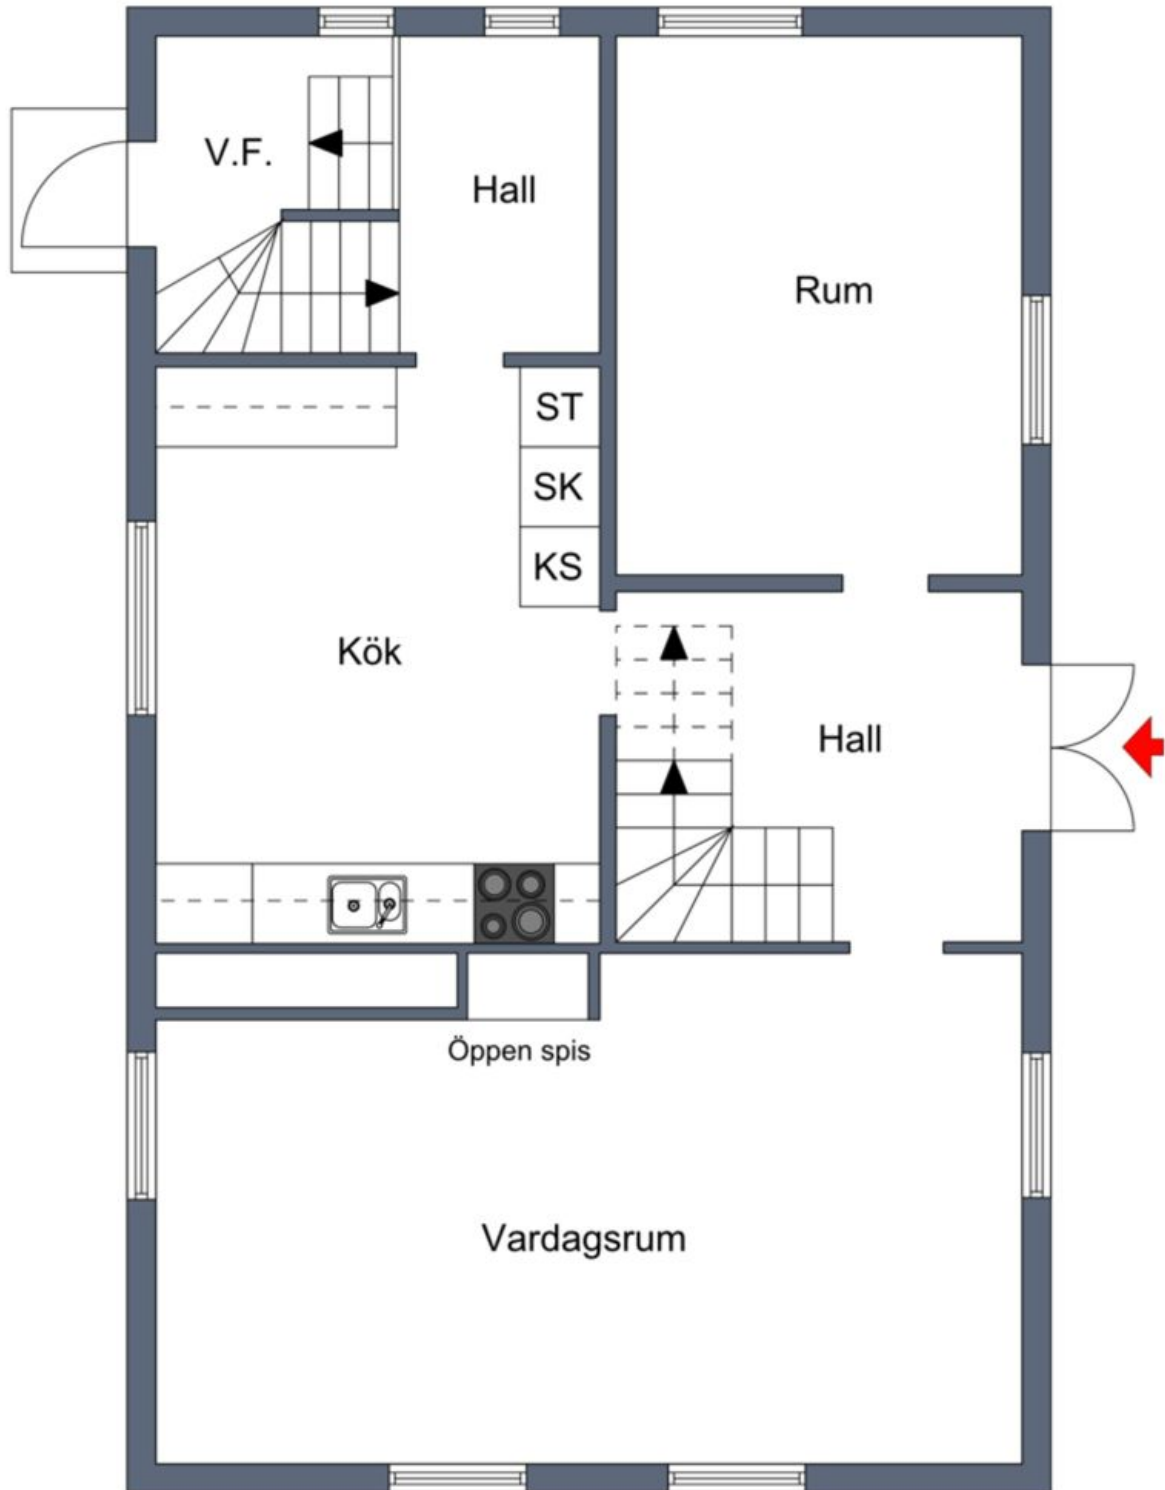 V.F.
Hall
Rum
ST
SK
KS
Kök
Hall
Öppen spis
Vardagsrum